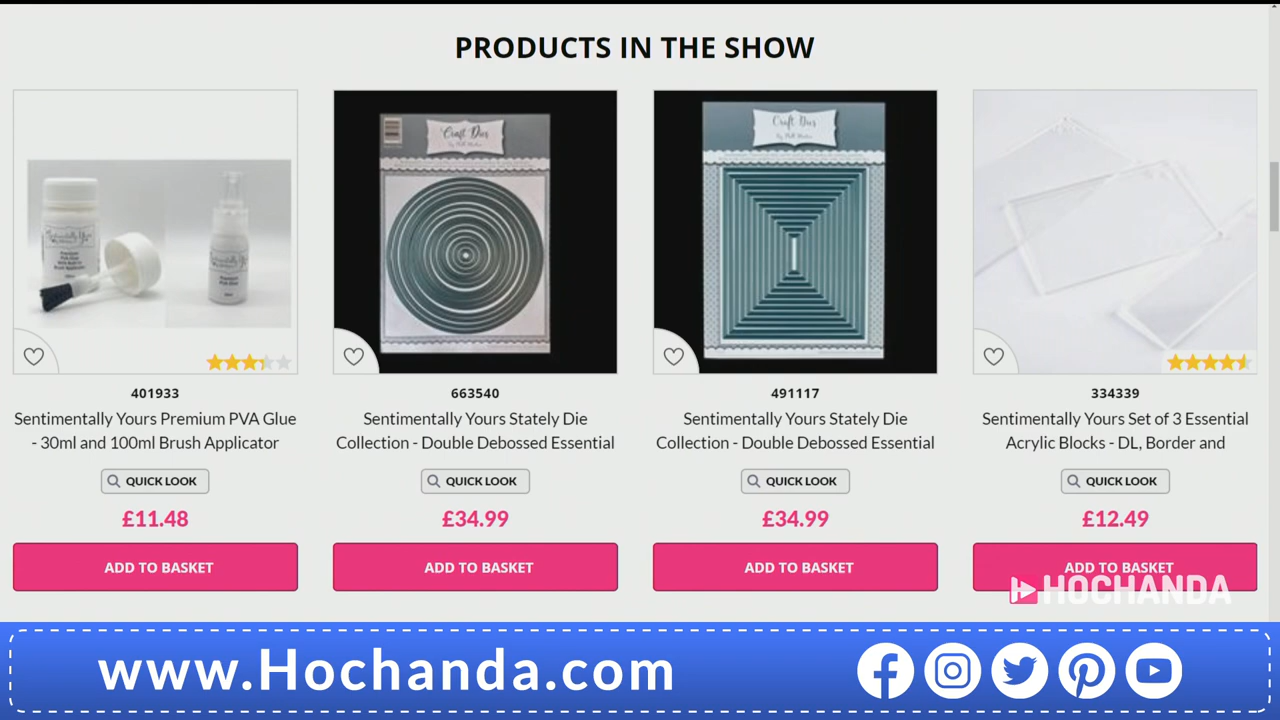 PRODUCTS IN THE SHOW
Craft Dies
Craft Dies
401933
663540
491117
334339
Sentimentally Yours Premium PVA Glue
- 30ml and 100ml Brush Applicator
Sentimentally Yours Stately Die
Collection - Double Debossed Essential
Sentimentally Yours Stately Die
Collection - Double Debossed Essential
Sentimentally Yours Set of 3 Essential
Acrylic Blocks - DL, Border and
QUICK LOOK
QUICK LOOK
QUICK LOOK
QUICK LOOK
£11.48
£34.99
£34.99
£12.49
ADD TO BASKET
ADD TO BASKET
ADD TO BASKET
ADD TO BASKET
HOCHANDA
www.Hochanda.com